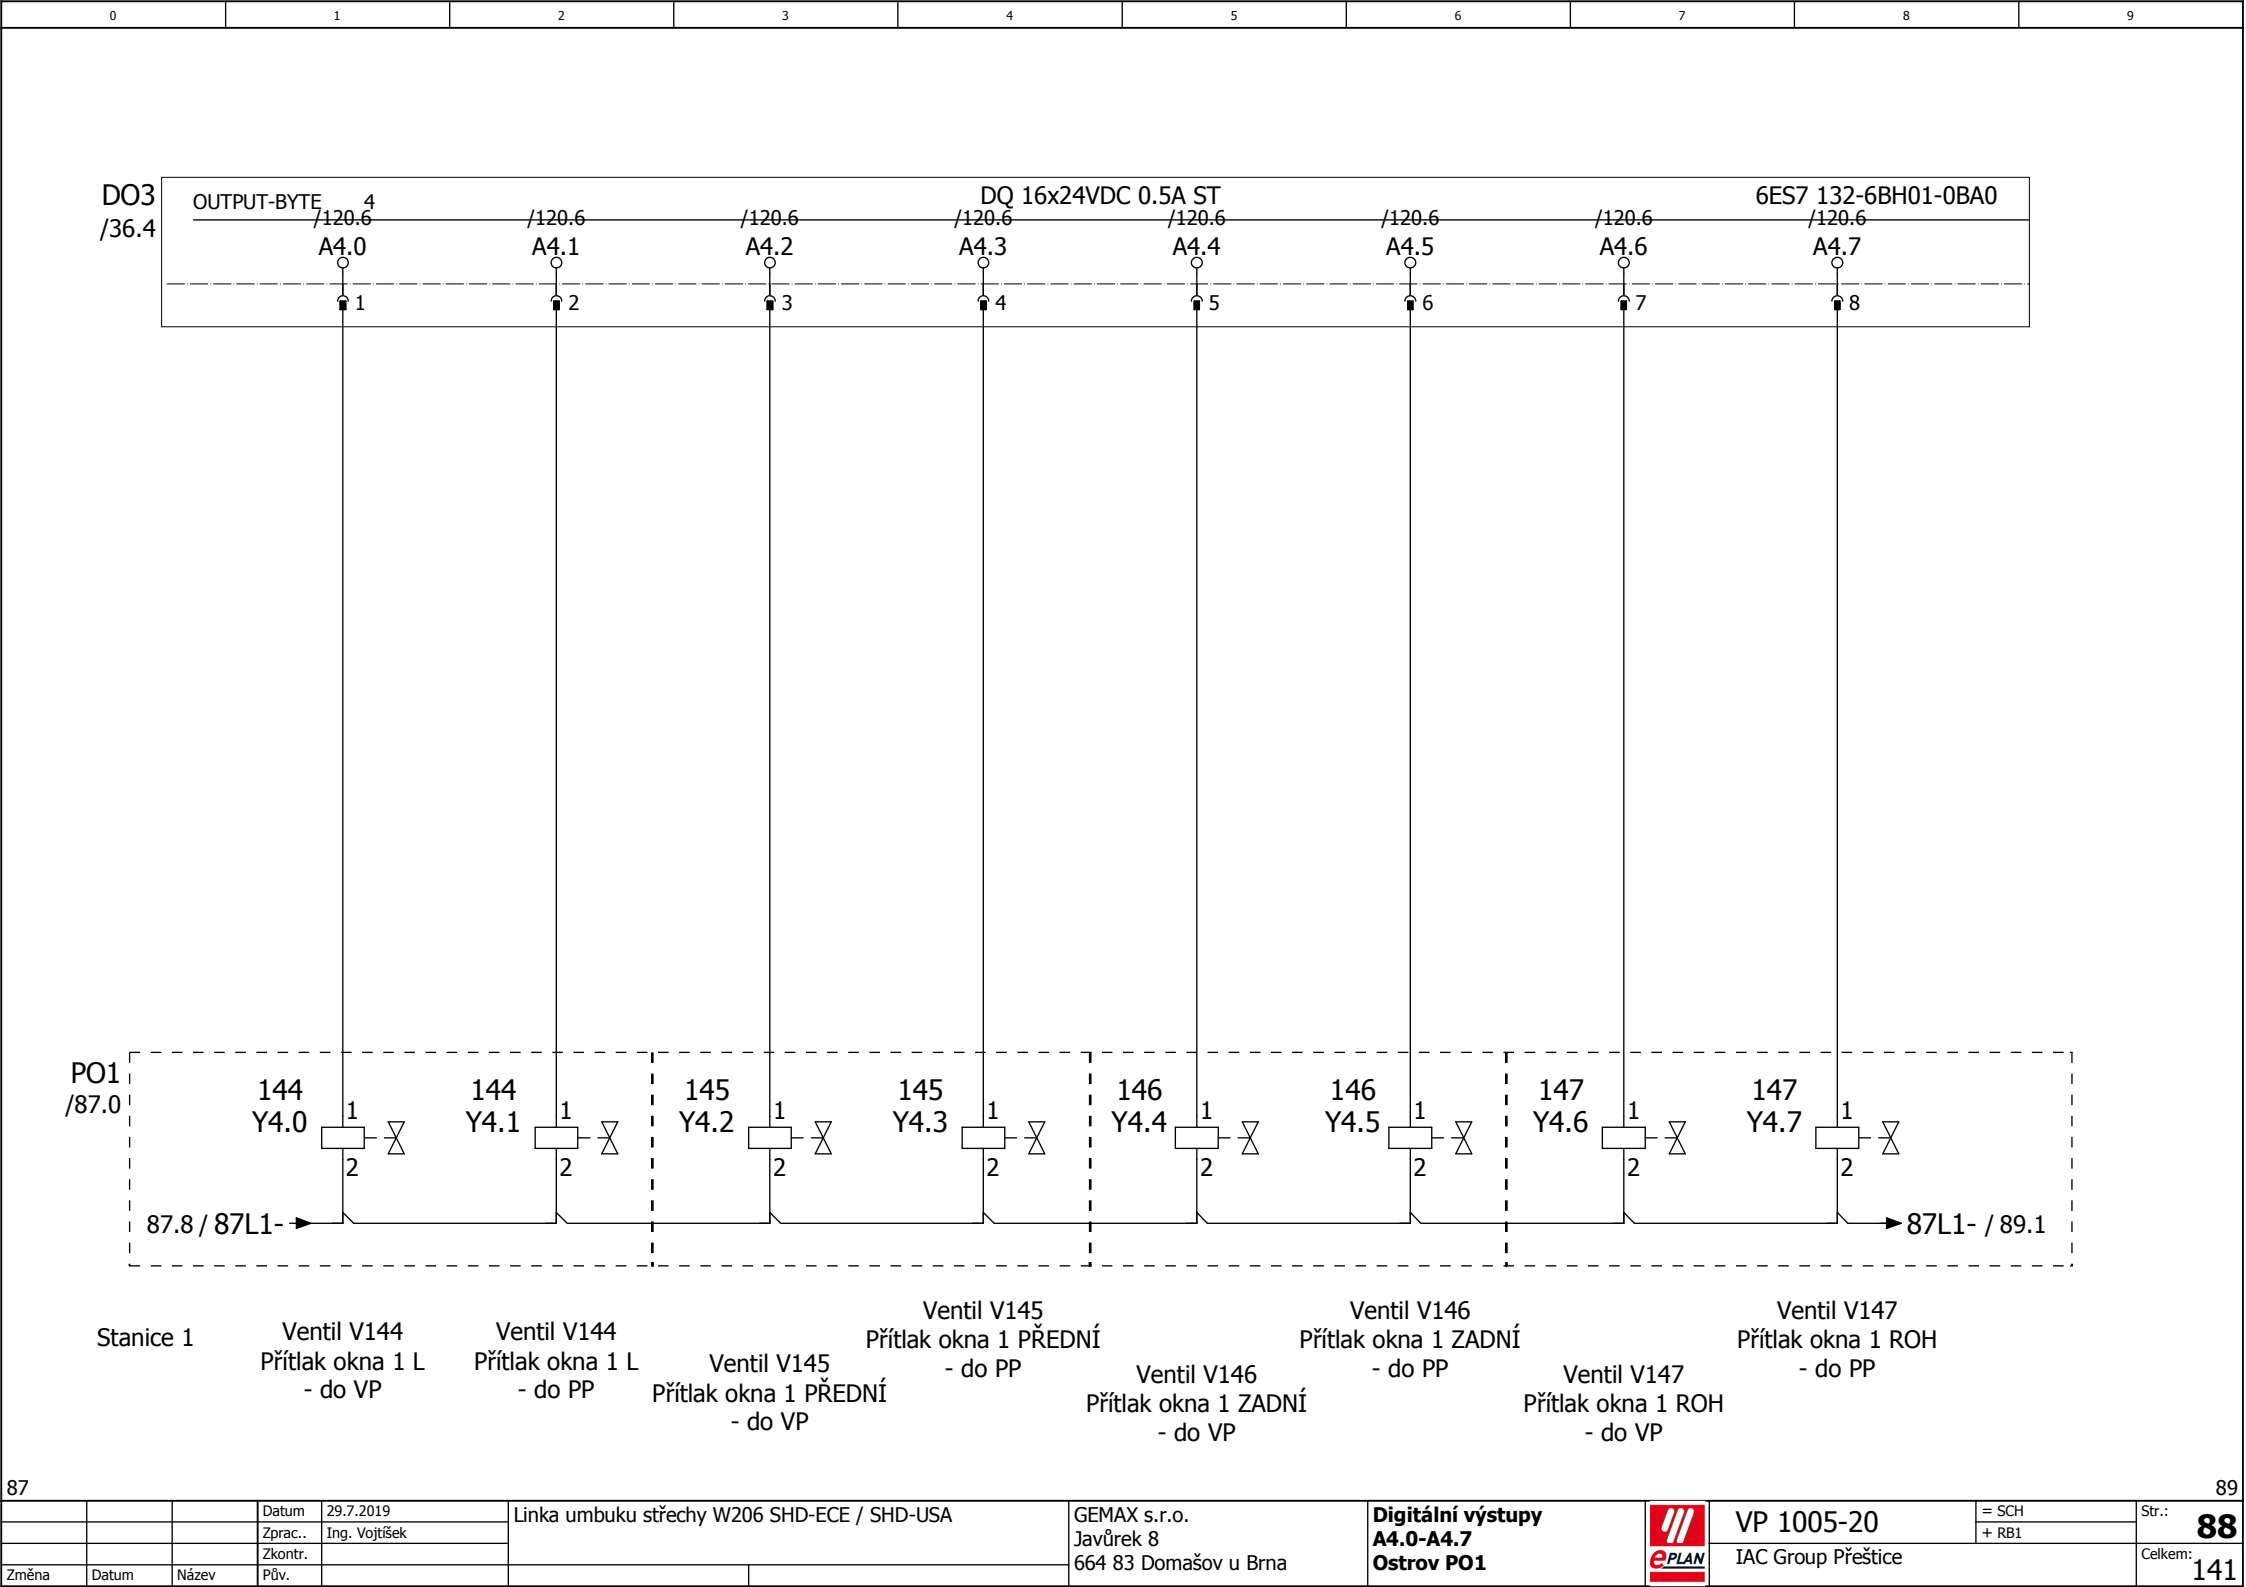 0 1 2 3 4 5 6 7 8 9
DO3
/36.4
OUTPUT-BYTE 4
DQ 16x24VDC 0.5A ST
6ES7 132-6BH01-0BA0
/120.6 /120.6 /120.6 /120.6 /120.6 /120.6 /120.6 /120.6
A4.0 A4.1 A4.2 A4.3 A4.4 A4.5 A4.6 A4.7
1 2 3 4 5 6 7 8
PO1
/87.0
144 144 145 145 146 146 147 147
Y4.0 Y4.1 Y4.2 Y4.3 Y4.4 Y4.5 Y4.6 Y4.7
1 1 1 1 1 1 1 1
2 2 2 2 2 2 2 2
87.8 / 87L1-
87L1- / 89.1
Stanice 1
Ventil V144
Přítlak okna 1 L
- do VP
Ventil V144
Přítlak okna 1 L
- do PP
Ventil V145
Přítlak okna 1 PŘEDNÍ
- do VP
Ventil V145
Přítlak okna 1 PŘEDNÍ
- do PP
Ventil V146
Přítlak okna 1 ZADNÍ
- do VP
Ventil V146
Přítlak okna 1 ZADNÍ
- do PP
Ventil V147
Přítlak okna 1 ROH
- do VP
Ventil V147
Přítlak okna 1 ROH
- do PP
87
89
Datum 29.7.2019
Zprac.. Ing. Vojtíšek
Zkontr.
Změna Datum Název Pův.
Linka umbuku střechy W206 SHD-ECE / SHD-USA
GEMAX s.r.o.
Javůrek 8
664 83 Domašov u Brna
Digitální výstupy
A4.0-A4.7
Ostrov PO1
ePLAN
VP 1005-20
IAC Group Přeštice
= SCH
+ RB1
Str.: 88
Celkem: 141